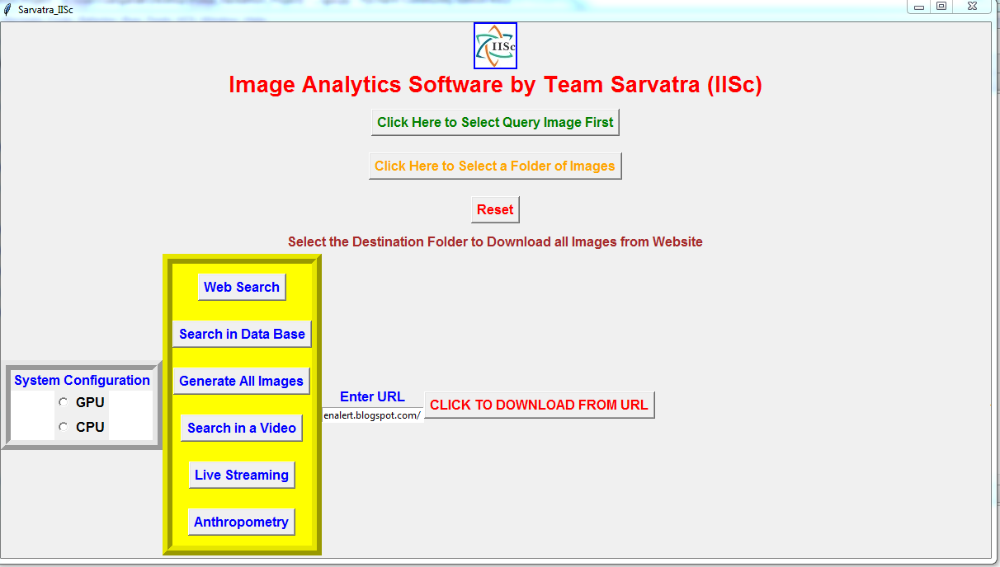 Sarvatra_IISc
IISc
Image Analytics Software by Team Sarvatra (IISc)
Click Here to Select Query Image First
Click Here to Select a Folder of Images
Reset
Select the Destination Folder to Download all Images from Website
Web Search
Search in Data Base
Generate All Images
Search in a Video
Live Streaming
Anthropometry
System Configuration
GPU
CPU
Enter URL
enalert.blogspot.com/
CLICK TO DOWNLOAD FROM URL